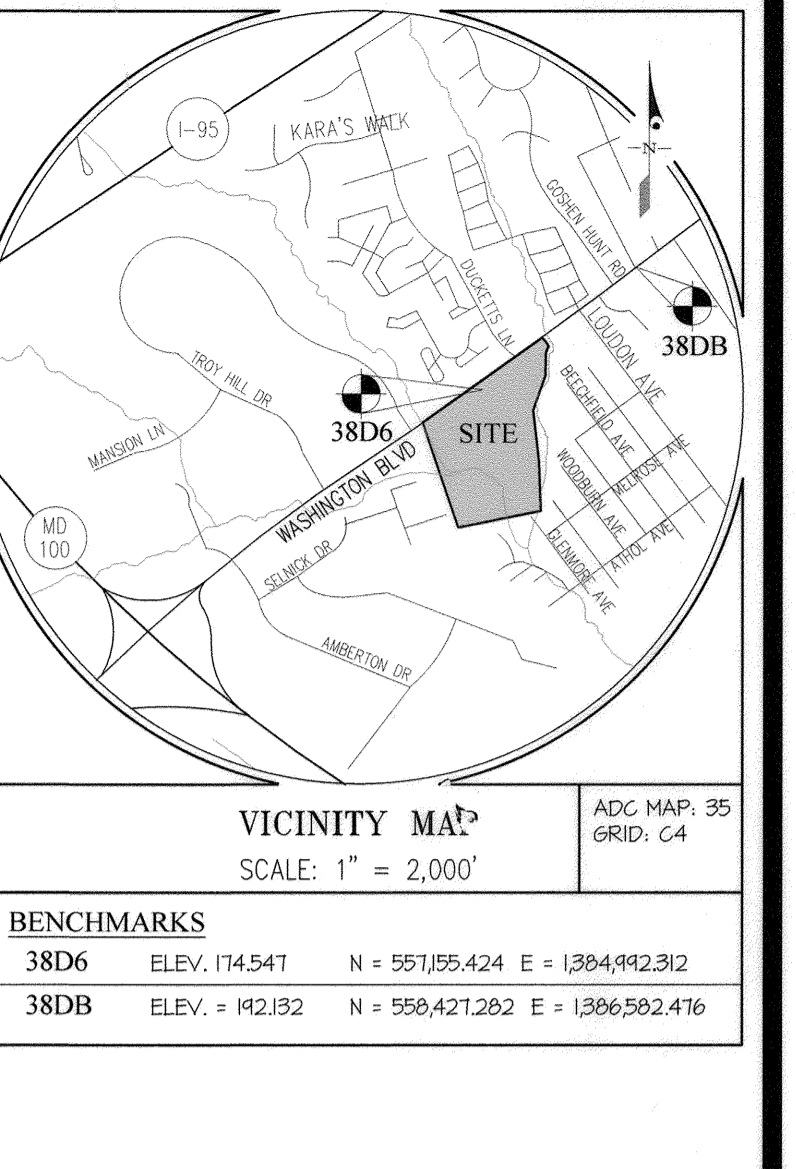 I-95
KARA'S WALK
N
GOSHEN HUNT RD
DUCKETTS LN
LOUDON AVE
38DB
TROY HILL DR
BEECHFIELD AVE
38D6
SITE
MANSION LN
WASHINGTON BLVD
WOODBURN AVE
MELROSE AVE
MD
100
SELNICK DR
GLENMORE AVE
ATHOL AVE
AMBERTON DR
VICINITY MAP
SCALE: 1" = 2,000'
ADC MAP: 35
GRID: C4
BENCHMARKS
38D6 ELEV. 174.547 N = 557,155.424 E = 1,384,992.312
38DB ELEV. = 192.132 N = 558,427.282 E = 1,386,582.476